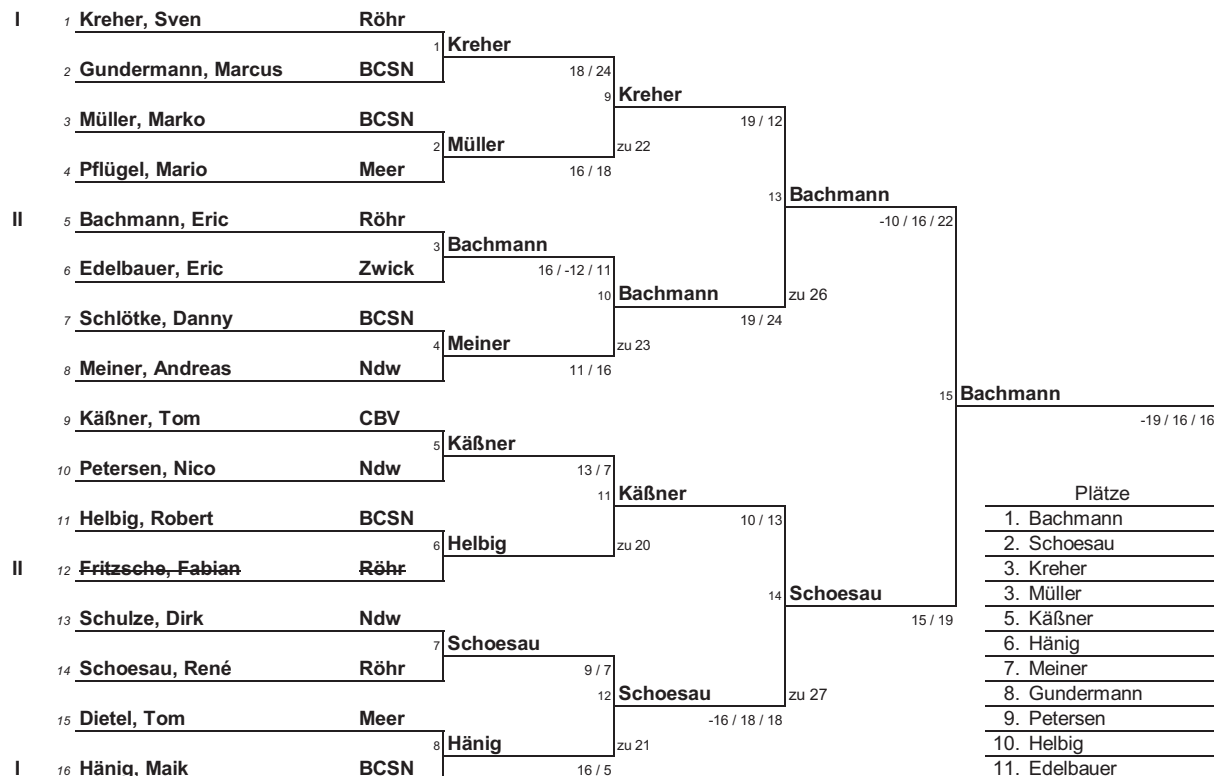 I 1 Kreher, Sven Röhr
1 Kreher
2 Gundermann, Marcus BCSN 18 / 24
9 Kreher
3 Müller, Marko BCSN 19 / 12
2 Müller zu 22
4 Pflügel, Mario Meer 16 / 18
13 Bachmann
II 5 Bachmann, Eric Röhr -10 / 16 / 22
3 Bachmann
6 Edelbauer, Eric Zwick 16 / -12 / 11
10 Bachmann zu 26
7 Schlötke, Danny BCSN 19 / 24
4 Meiner zu 23
8 Meiner, Andreas Ndw 11 / 16
15 Bachmann
9 Käßner, Tom CBV -19 / 16 / 16
5 Käßner
10 Petersen, Nico Ndw 13 / 7
11 Käßner Plätze
11 Helbig, Robert BCSN 10 / 13 1. Bachmann
6 Helbig zu 20 2. Schoesau
II 12 Fritzsche, Fabian Röhr 3. Kreher
14 Schoesau 3. Müller
13 Schulze, Dirk Ndw 15 / 19 5. Käßner
7 Schoesau 6. Hänig
14 Schoesau, René Röhr 9 / 7 7. Meiner
12 Schoesau zu 27 8. Gundermann
15 Dietel, Tom Meer -16 / 18 / 18 9. Petersen
8 Hänig zu 21 10. Helbig
I 16 Hänig, Maik BCSN 16 / 5 11. Edelbauer